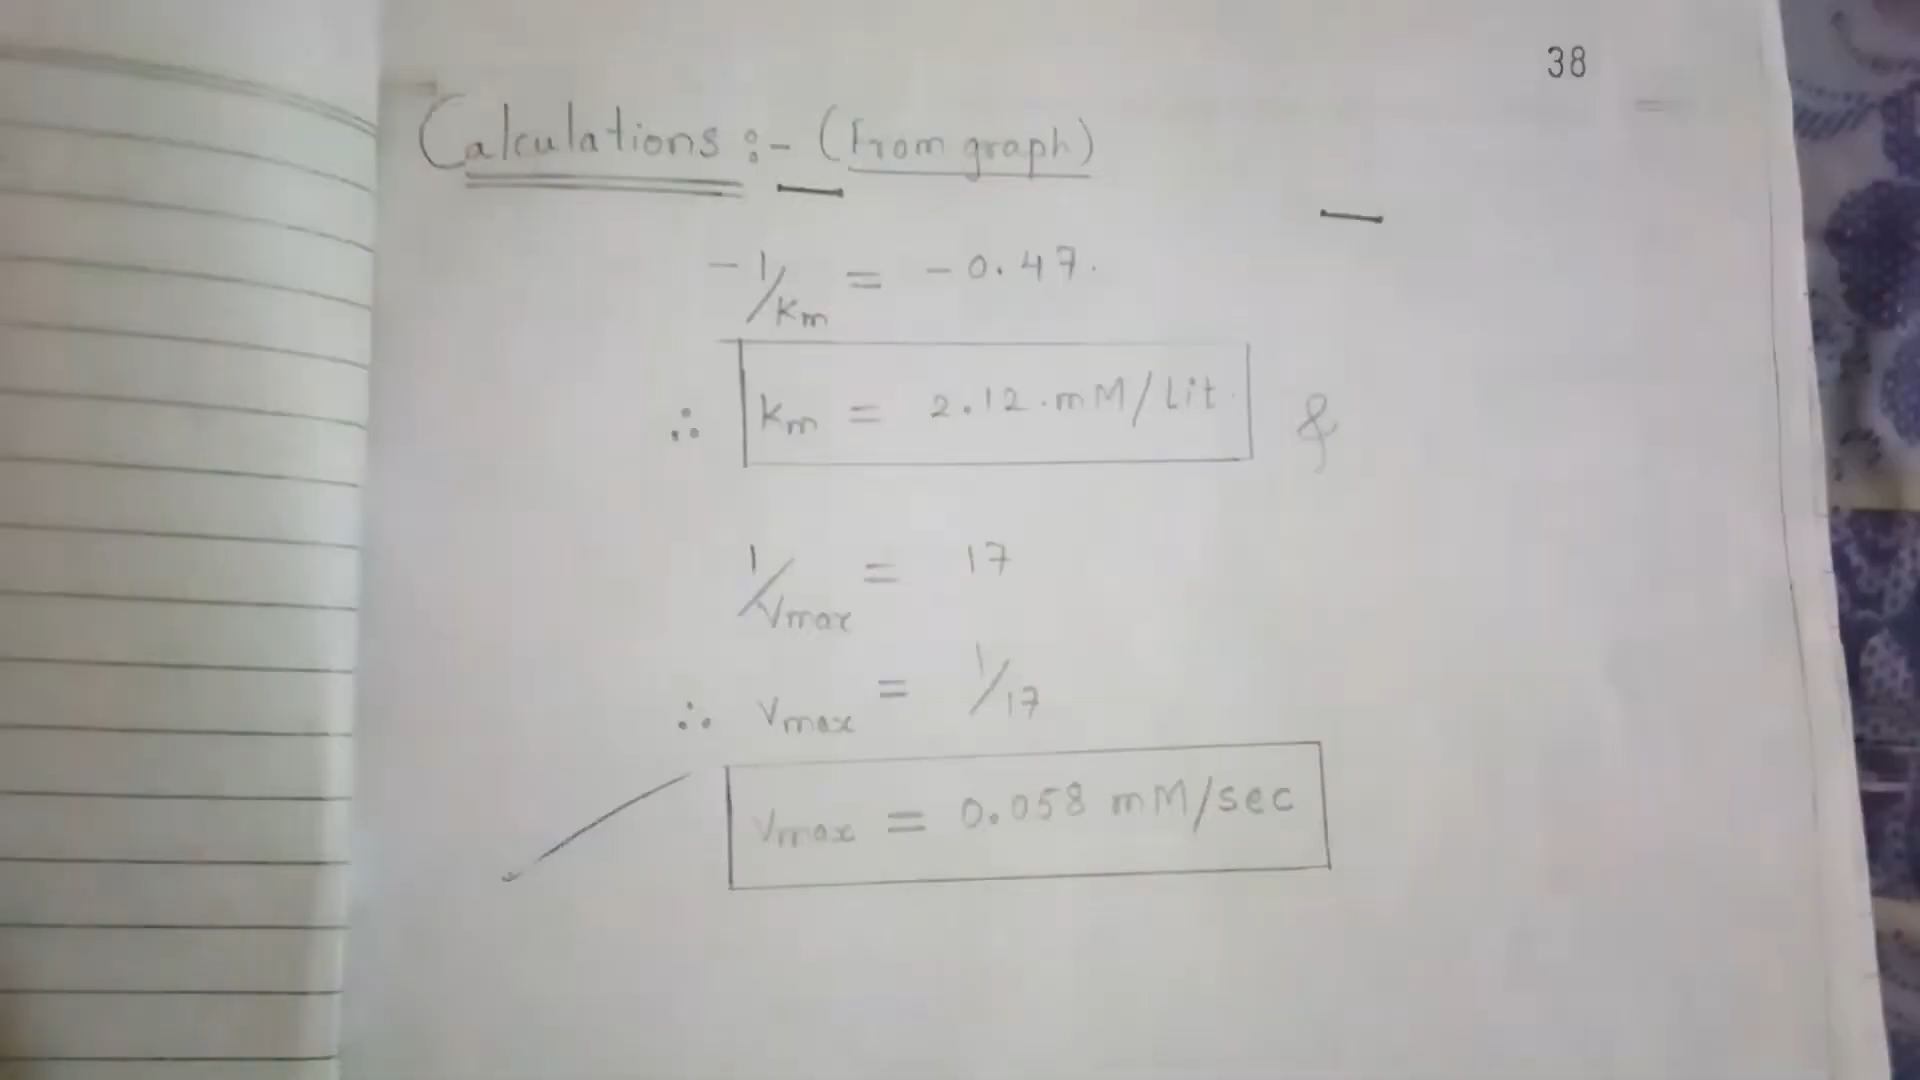 38
Calculations :- (From graph)
- 1/Km = - 0.47.
∴ Km = 2.12.mM/Lit. &
1/Vmax = 17
∴ Vmax = 1/17
Vmax = 0.058 mM/sec